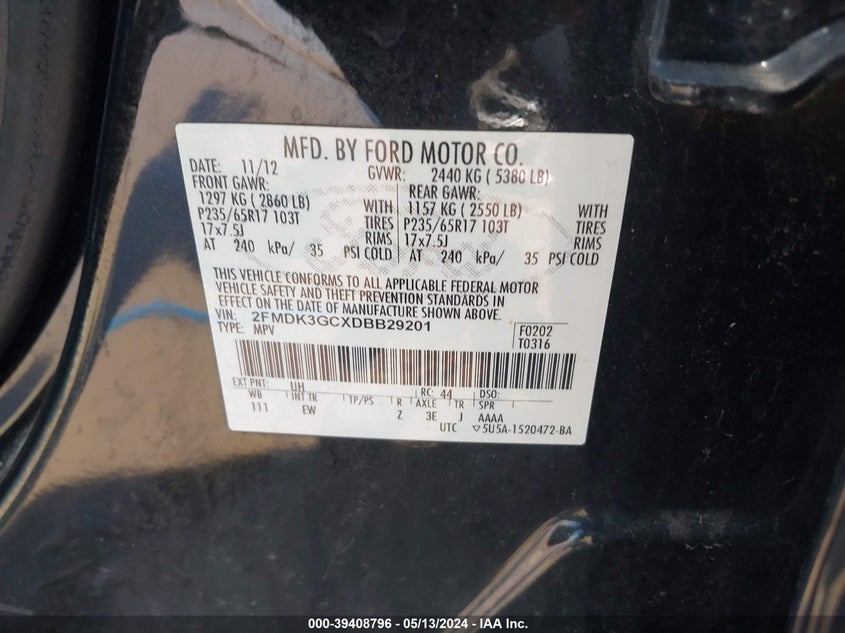 MFD. BY FORD MOTOR CO.
DATE: 11/12 GVWR: 2440 KG ( 5380 LB)
FRONT GAWR: REAR GAWR:
1297 KG ( 2860 LB) WITH 1157 KG ( 2550 LB) WITH
P235/65R17 103T TIRES P235/65R17 103T TIRES
17x7.5J RIMS 17x7.5J RIMS
AT 240 kPa/ 35 PSI COLD AT 240 kPa/ 35 PSI COLD
THIS VEHICLE CONFORMS TO ALL APPLICABLE FEDERAL MOTOR
VEHICLE SAFETY AND THEFT PREVENTION STANDARDS IN
EFFECT ON THE DATE OF MANUFACTURE SHOWN ABOVE.
VIN: 2FMDK3GCXDBB29201
TYPE: MPV
F0202
T0316
EXT PNT: UH RC: 44 DSO:
WB INT TR TP/PS R AXLE TR SPR
111 EW Z 3E J AAAA
UTC ▽5U5A-1520472-BA
000-39408796 - 05/13/2024 - IAA Inc.